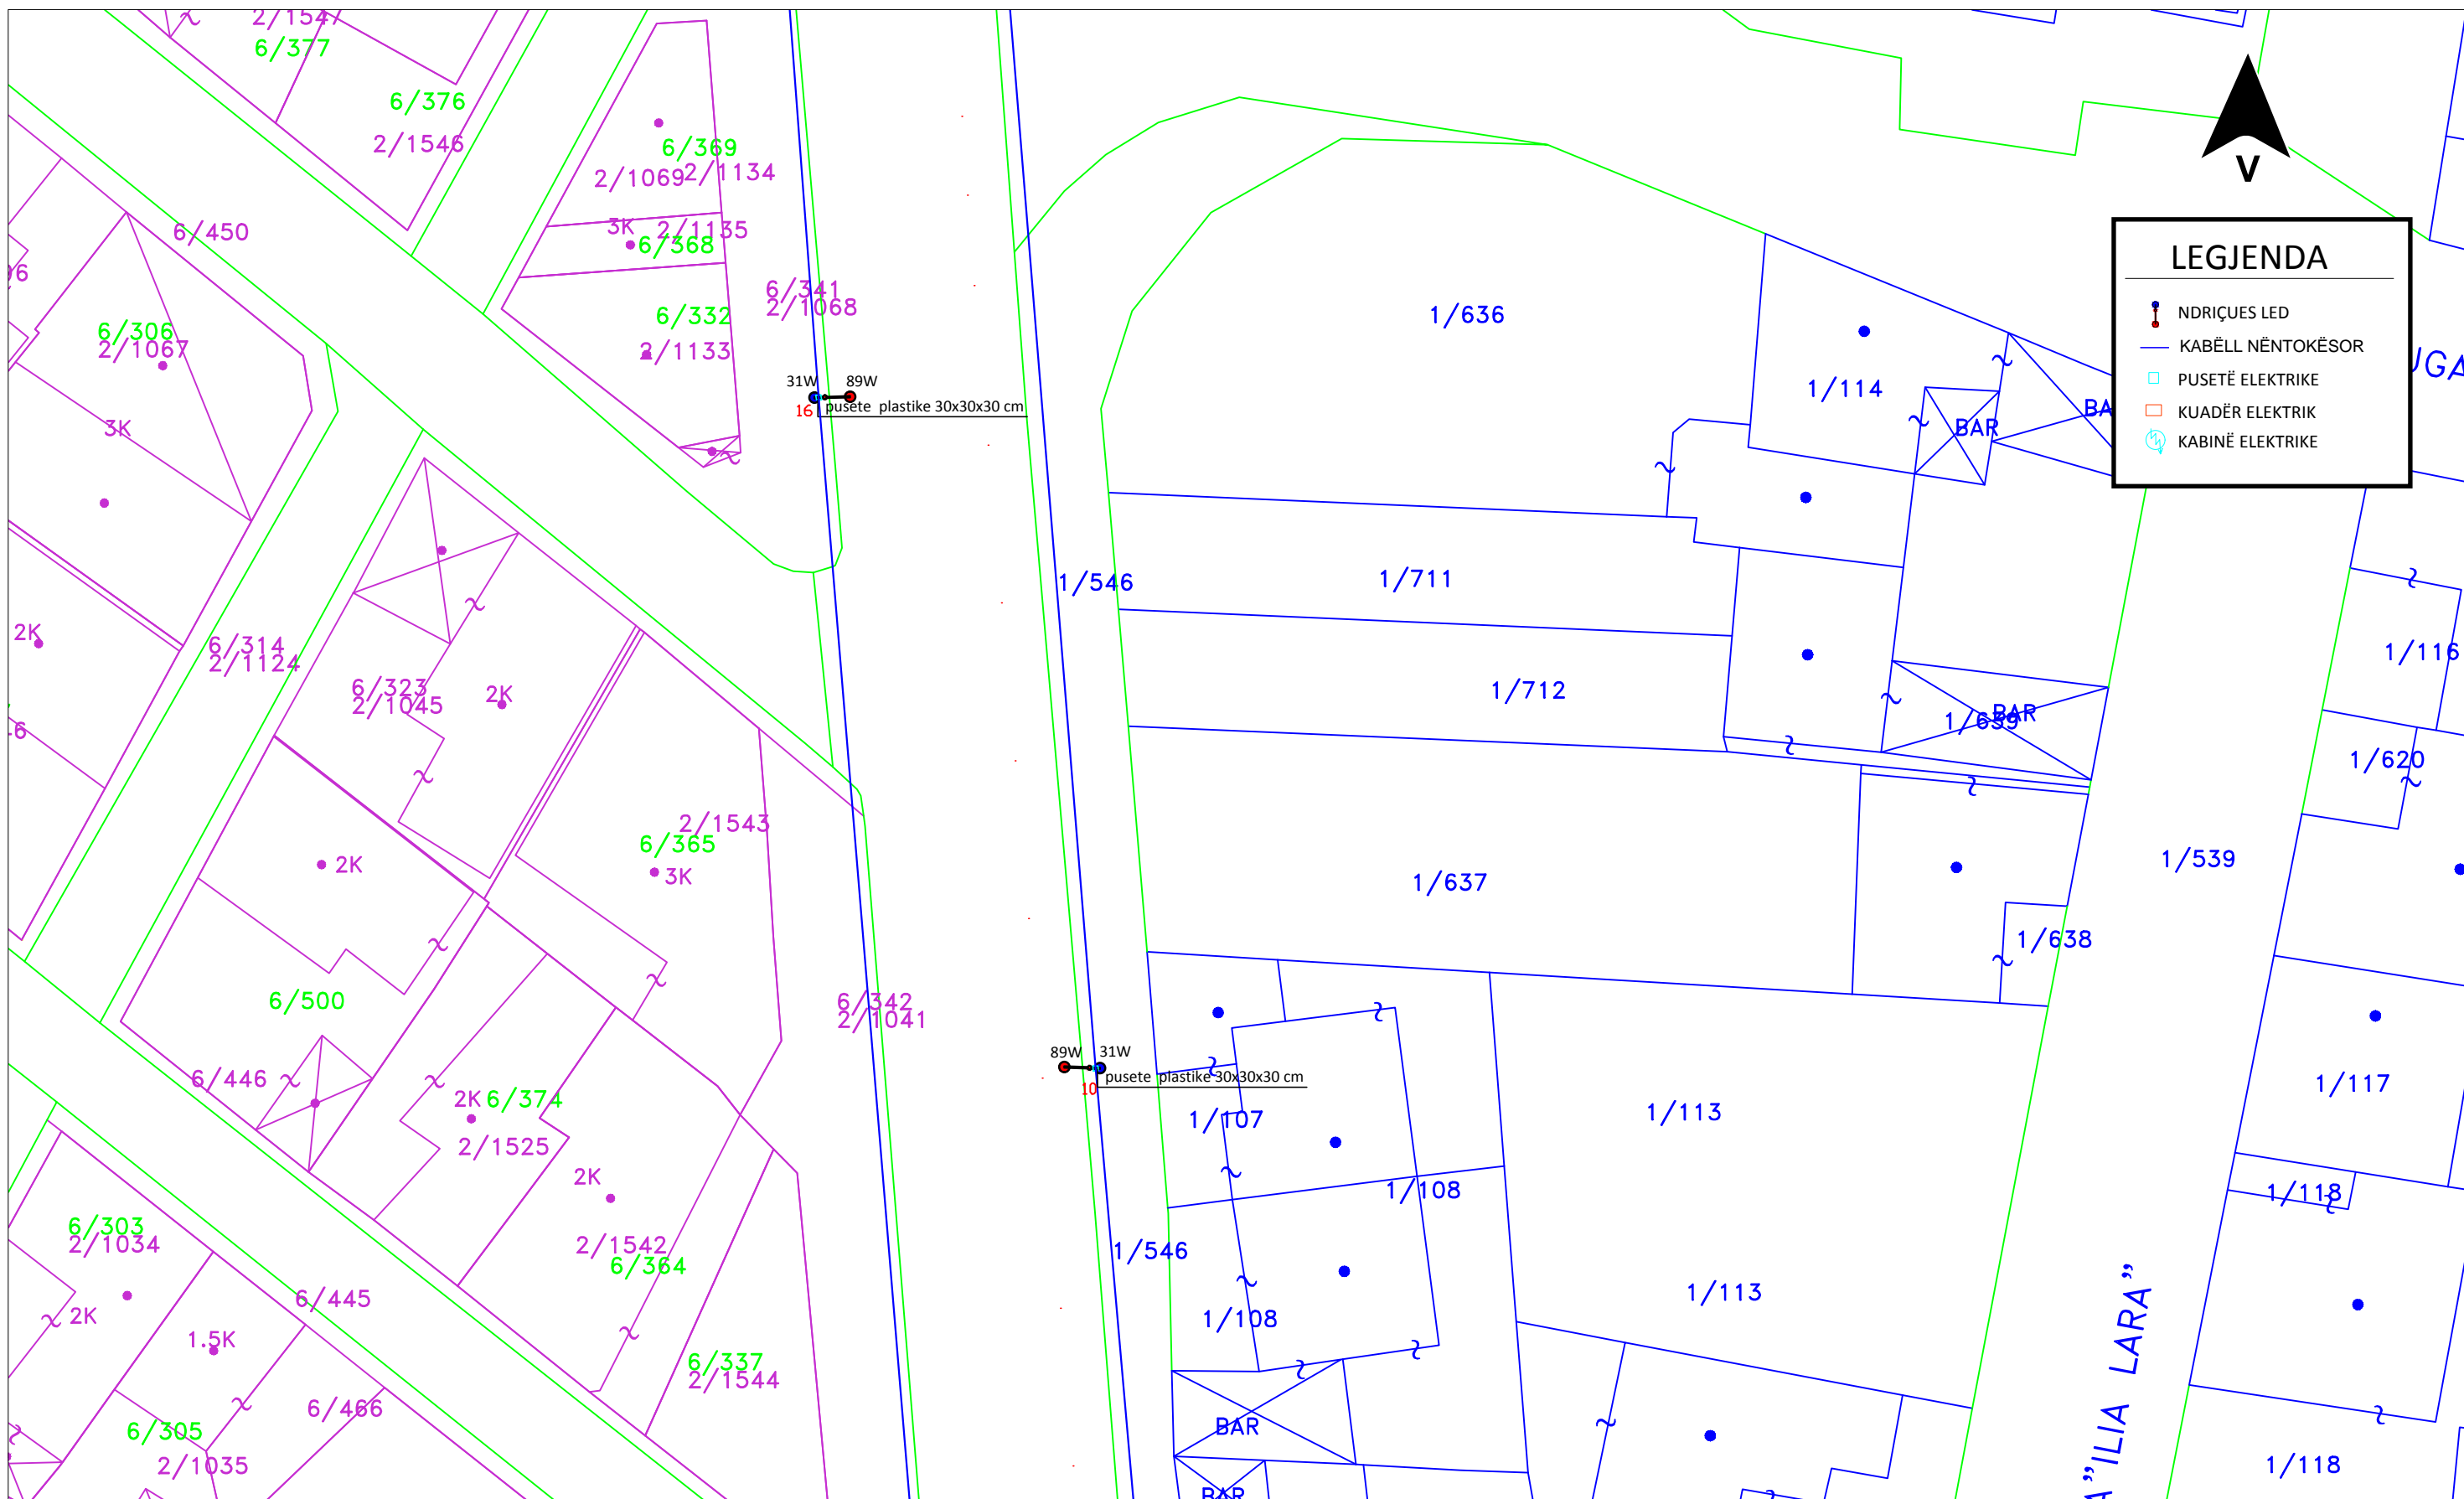 2/1547
6/377
6/376
2/1546
6/369
2/1069
2/1134
3K
2/1135
6/368
6/450
V
LEGJENDA
NDRIÇUES LED
KABËLL NËNTOKËSOR
PUSETË ELEKTRIKE
KUADËR ELEKTRIK
KABINË ELEKTRIKE
6/341
2/1068
6/332
2/1133
1/636
6/306
2/1067
3K
31W
89W
16
pusete plastike 30x30x30 cm
1/114
BAR
BA
UGA
1/546
1/711
2K
6/314
2/1124
6/323
2/1045
2K
1/712
1/639
BAR
1/116
1/620
2/1543
6/365
3K
2K
1/637
1/539
1/638
6/500
6/342
2/1041
89W
31W
10
pusete plastike 30x30x30 cm
6/446
2K
6/374
2/1525
1/107
1/113
1/117
2K
1/108
1/118
6/303
2/1034
2/1542
6/364
1/546
6/445
2K
1.5K
1/108
1/113
6/337
2/1544
6/466
6/305
2/1035
BAR
A "ILIA LARA"
1/118
BAR